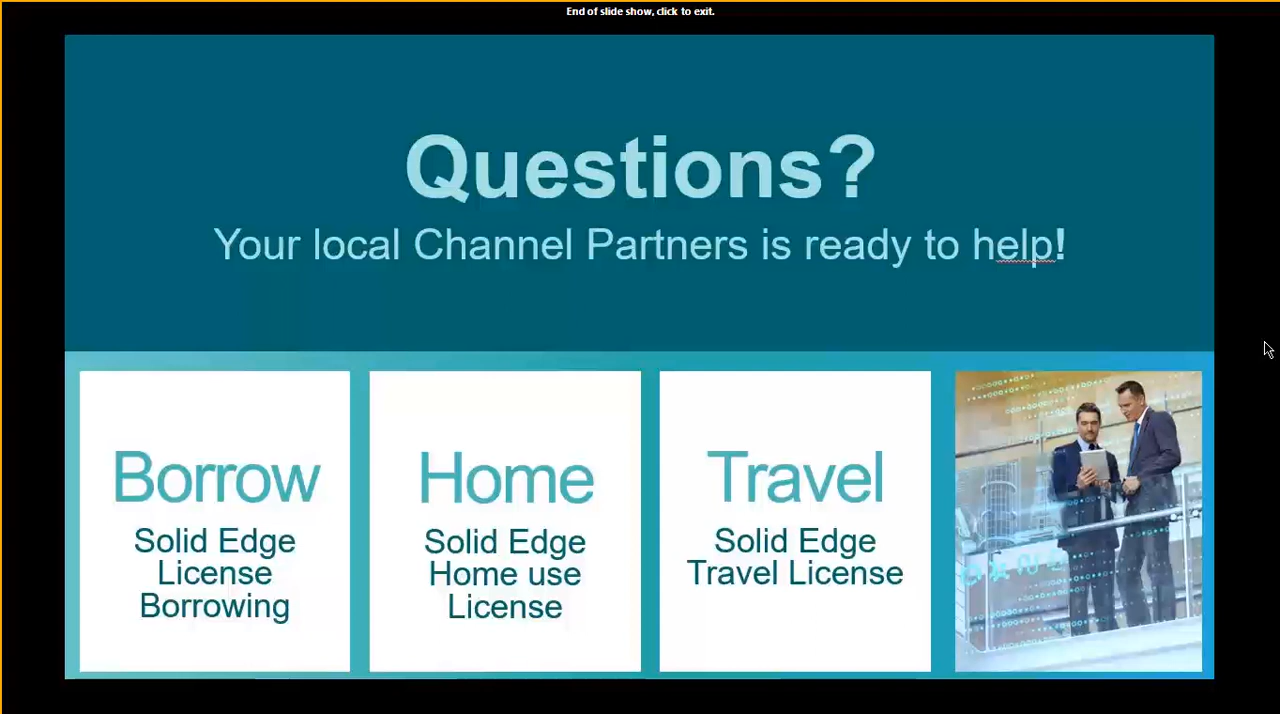 End of slide show, click to exit.
Questions?
Your local Channel Partners is ready to help!
Borrow
Solid Edge
License
Borrowing
Home
Solid Edge
Home use
License
Travel
Solid Edge
Travel License